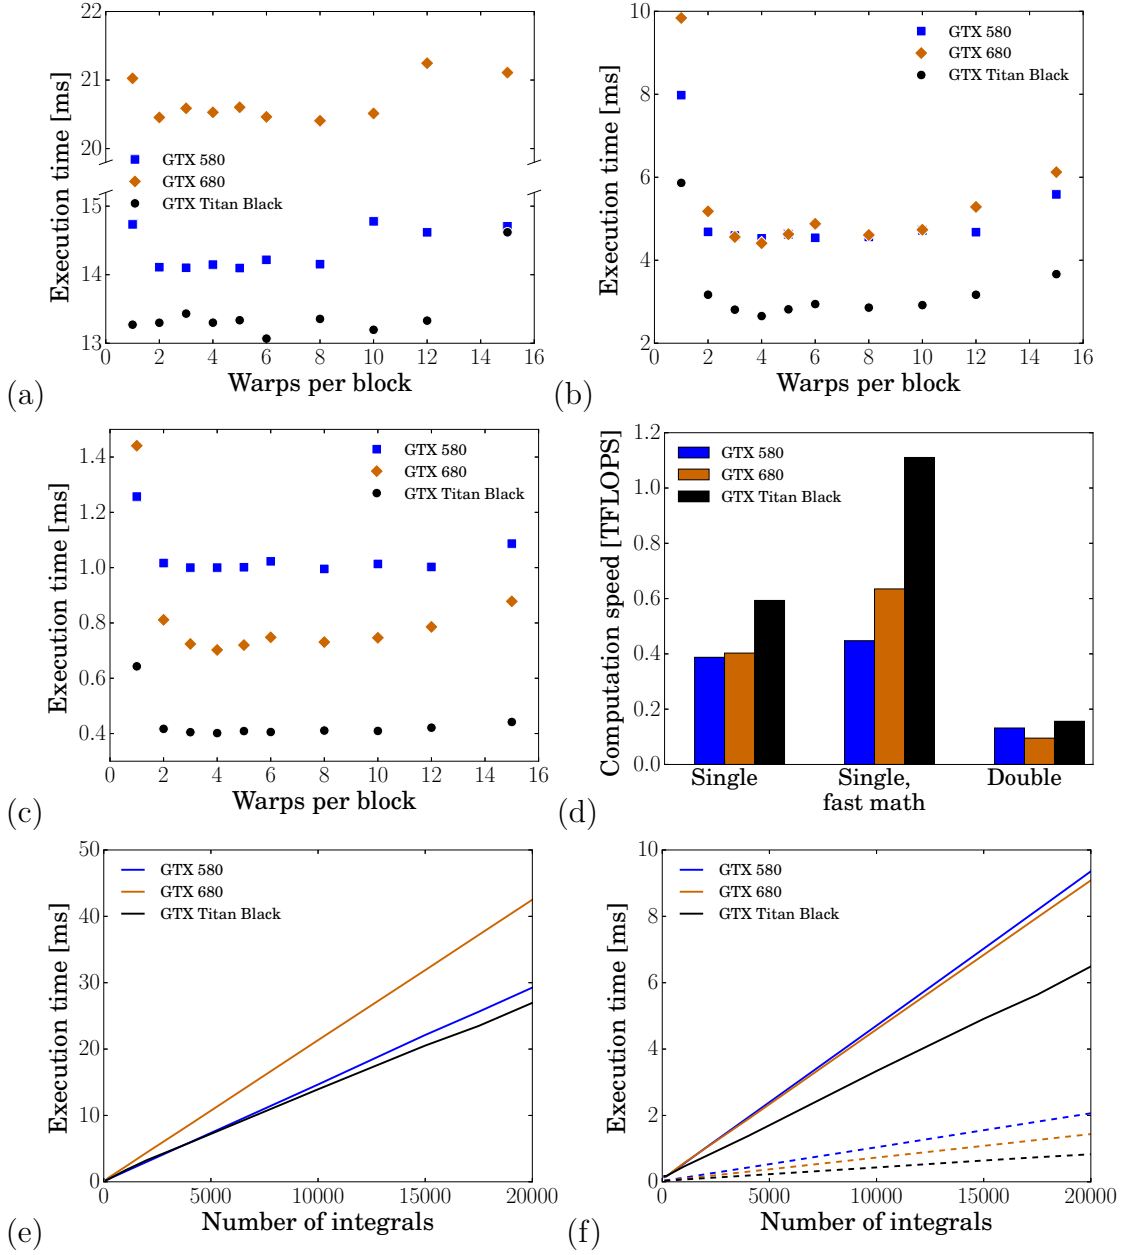 22
21
20
15
14
13
Execution time [ms]
GTX 580
GTX 680
GTX Titan Black
0 2 4 6 8 10 12 14 16
Warps per block
(a)
10
8
6
4
2
Execution time [ms]
GTX 580
GTX 680
GTX Titan Black
0 2 4 6 8 10 12 14 16
Warps per block
(b)
1.4
1.2
1.0
0.8
0.6
0.4
Execution time [ms]
GTX 580
GTX 680
GTX Titan Black
0 2 4 6 8 10 12 14 16
Warps per block
(c)
1.2
1.0
0.8
0.6
0.4
0.2
0.0
Computation speed [TFLOPS]
GTX 580
GTX 680
GTX Titan Black
Single Single, Double
fast math
(d)
50
40
30
20
10
0
Execution time [ms]
GTX 580
GTX 680
GTX Titan Black
0 5000 10000 15000 20000
Number of integrals
(e)
10
8
6
4
2
0
Execution time [ms]
GTX 580
GTX 680
GTX Titan Black
0 5000 10000 15000 20000
Number of integrals
(f)